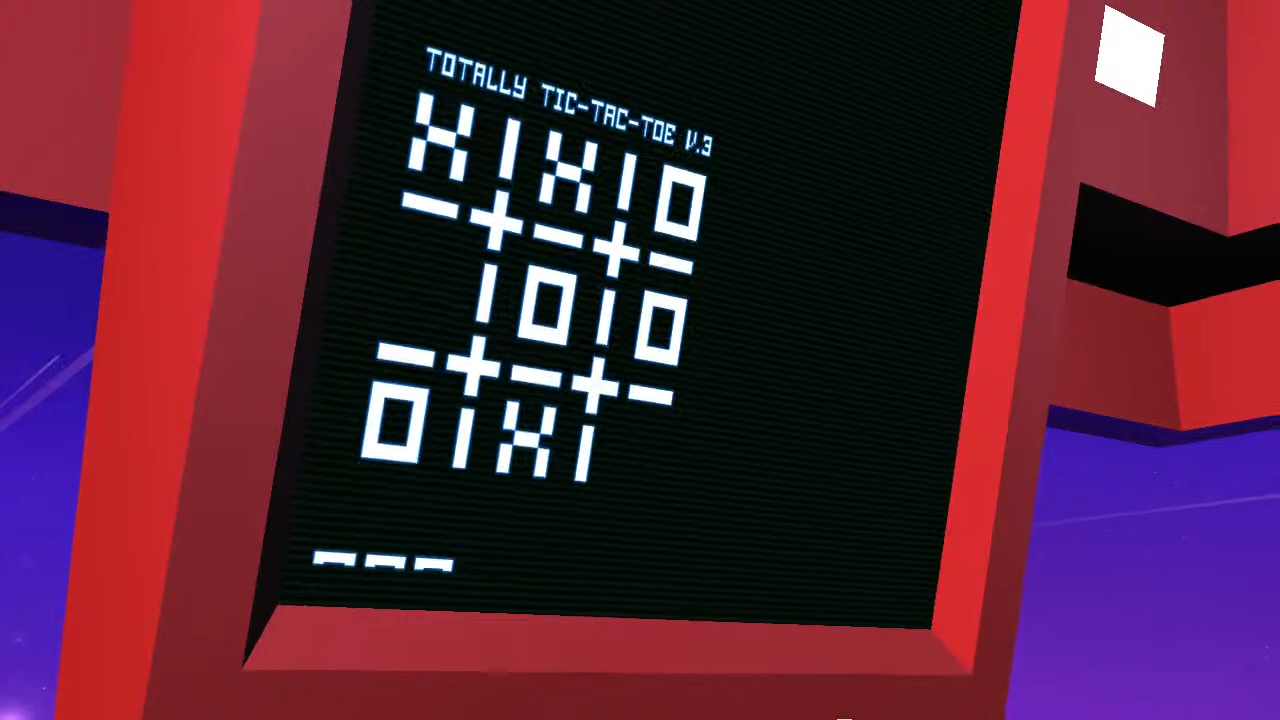 TOTALLY TIC-TAC-TOE V.3
X|X|O
-+-+-
 |O|O
-+-+-
O|X|